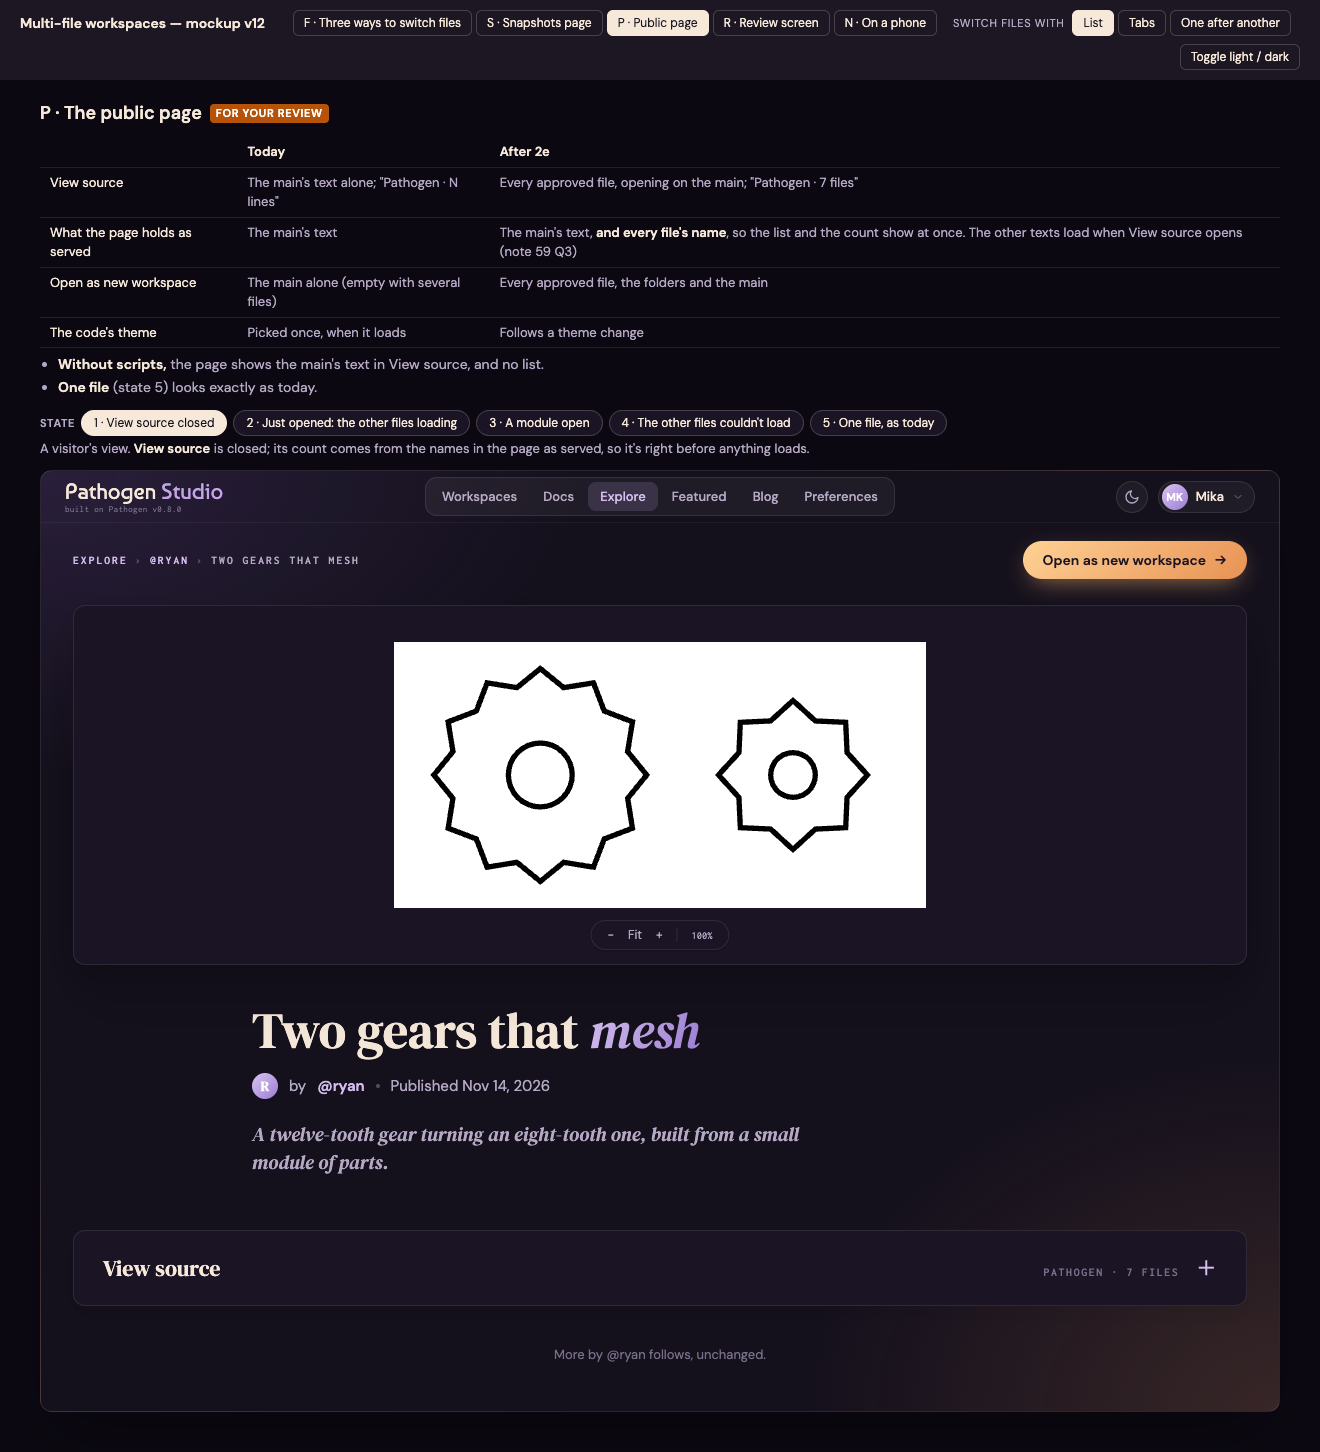 Multi-file workspaces — mockup v12
F · Three ways to switch files
S · Snapshots page
P · Public page
R · Review screen
N · On a phone
SWITCH FILES WITH
List
Tabs
One after another
Toggle light / dark
P · The public page
FOR YOUR REVIEW
Today
After 2e
View source
The main's text alone; "Pathogen · N
lines"
Every approved file, opening on the main; "Pathogen · 7 files"
What the page holds as
served
The main's text
The main's text, and every file's name, so the list and the count show at once. The other texts load when View source opens
(note 59 Q3)
Open as new workspace
The main alone (empty with several
files)
Every approved file, the folders and the main
The code's theme
Picked once, when it loads
Follows a theme change
• Without scripts, the page shows the main's text in View source, and no list.
• One file (state 5) looks exactly as today.
STATE
1 · View source closed
2 · Just opened: the other files loading
3 · A module open
4 · The other files couldn't load
5 · One file, as today
A visitor's view. View source is closed; its count comes from the names in the page as served, so it's right before anything loads.
Pathogen Studio
built on Pathogen v0.8.0
Workspaces
Docs
Explore
Featured
Blog
Preferences
MK
Mika
EXPLORE › @RYAN › TWO GEARS THAT MESH
Open as new workspace →
− Fit + 100%
Two gears that mesh
R by @ryan • Published Nov 14, 2026
A twelve-tooth gear turning an eight-tooth one, built from a small
module of parts.
View source
PATHOGEN · 7 FILES +
More by @ryan follows, unchanged.